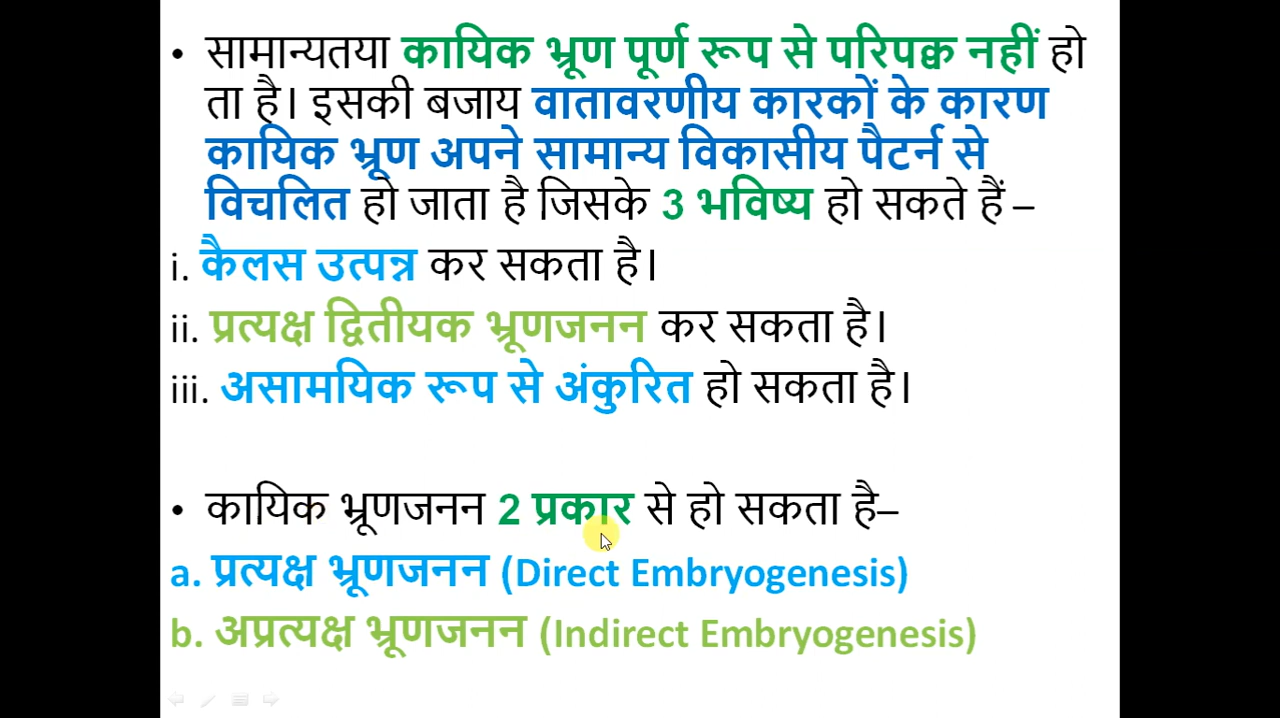 • सामान्यतया कायिक भ्रूण पूर्ण रूप से परिपक्व नहीं हो
ता है। इसकी बजाय वातावरणीय कारकों के कारण
कायिक भ्रूण अपने सामान्य विकासीय पैटर्न से
विचलित हो जाता है जिसके 3 भविष्य हो सकते हैं –
i. कैलस उत्पन्न कर सकता है।
ii. प्रत्यक्ष द्वितीयक भ्रूणजनन कर सकता है।
iii. असामयिक रूप से अंकुरित हो सकता है।
• कायिक भ्रूणजनन 2 प्रकार से हो सकता है–
a. प्रत्यक्ष भ्रूणजनन (Direct Embryogenesis)
b. अप्रत्यक्ष भ्रूणजनन (Indirect Embryogenesis)